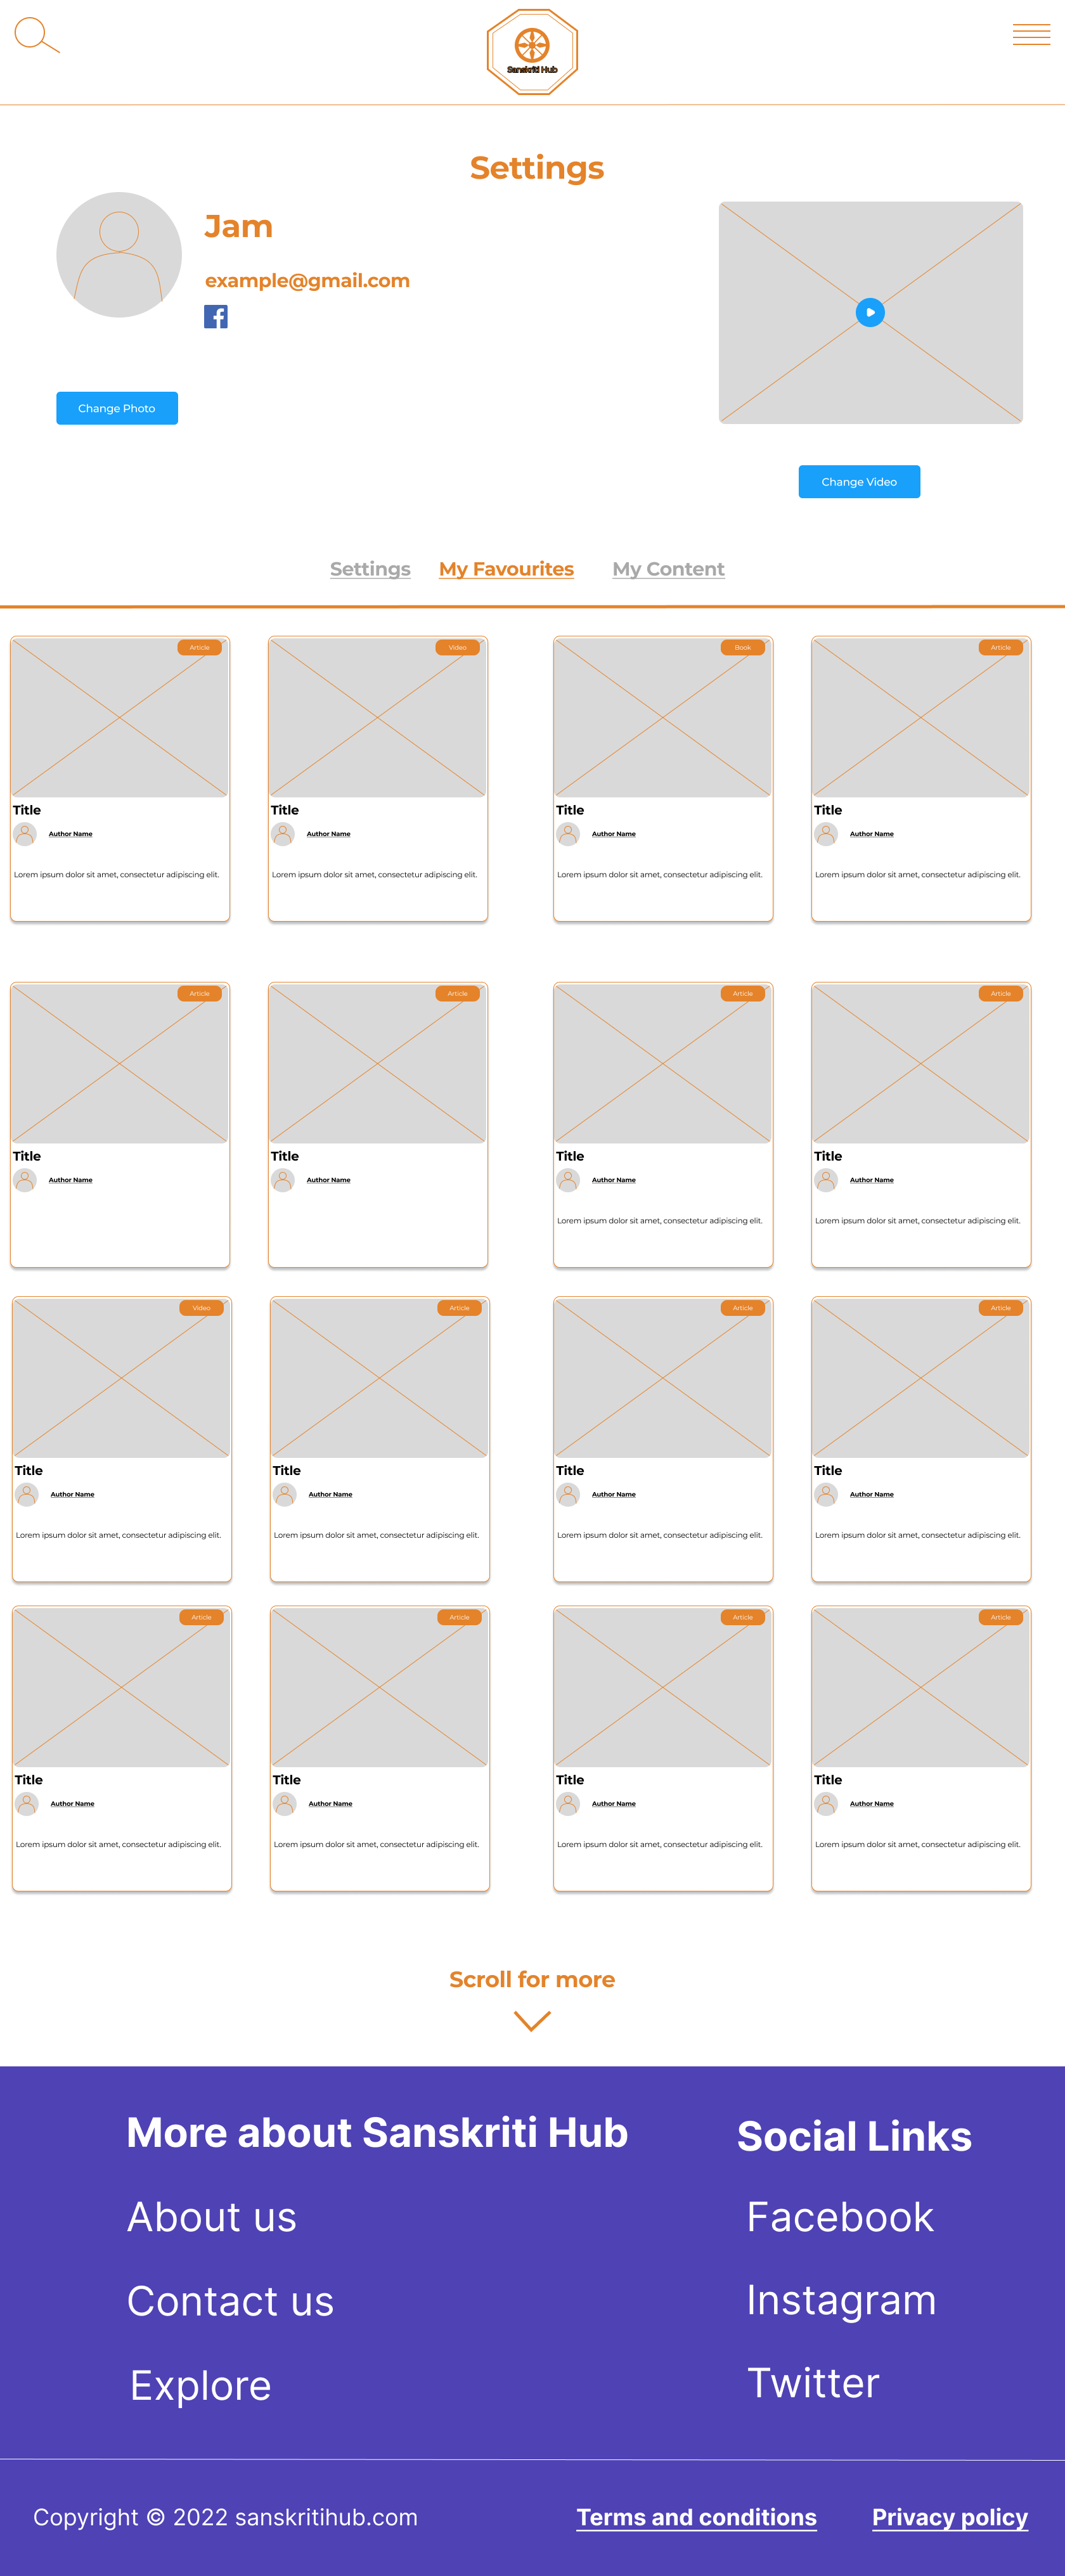 Sanskriti Hub
Settings
Jam
example@gmail.com
Change Photo
Change Video
Settings My Favourites My Content
Article Video Book Article
Title Title Title Title
Author Name Author Name Author Name Author Name
Lorem ipsum dolor sit amet, consectetur adipiscing elit. Lorem ipsum dolor sit amet, consectetur adipiscing elit. Lorem ipsum dolor sit amet, consectetur adipiscing elit. Lorem ipsum dolor sit amet, consectetur adipiscing elit.
Article Article Article Article
Title Title Title Title
Author Name Author Name Author Name Author Name
Lorem ipsum dolor sit amet, consectetur adipiscing elit. Lorem ipsum dolor sit amet, consectetur adipiscing elit.
Video Article Article Article
Title Title Title Title
Author Name Author Name Author Name Author Name
Lorem ipsum dolor sit amet, consectetur adipiscing elit. Lorem ipsum dolor sit amet, consectetur adipiscing elit. Lorem ipsum dolor sit amet, consectetur adipiscing elit. Lorem ipsum dolor sit amet, consectetur adipiscing elit.
Article Article Article Article
Title Title Title Title
Author Name Author Name Author Name Author Name
Lorem ipsum dolor sit amet, consectetur adipiscing elit. Lorem ipsum dolor sit amet, consectetur adipiscing elit. Lorem ipsum dolor sit amet, consectetur adipiscing elit. Lorem ipsum dolor sit amet, consectetur adipiscing elit.
Scroll for more
More about Sanskriti Hub
About us
Contact us
Explore
Social Links
Facebook
Instagram
Twitter
Copyright © 2022 sanskritihub.com
Terms and conditions
Privacy policy